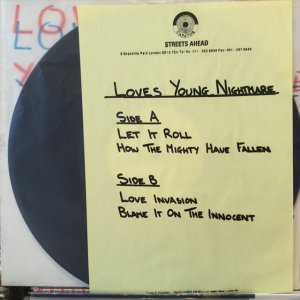 LOV
STREETS AHEAD
LOVES YOUNG NIGHTMARE
SIDE A
LET IT ROLL
HOW THE MIGHTY HAVE FALLEN
SIDE B
LOVE INVASION
BLAME IT ON THE INNOCENT